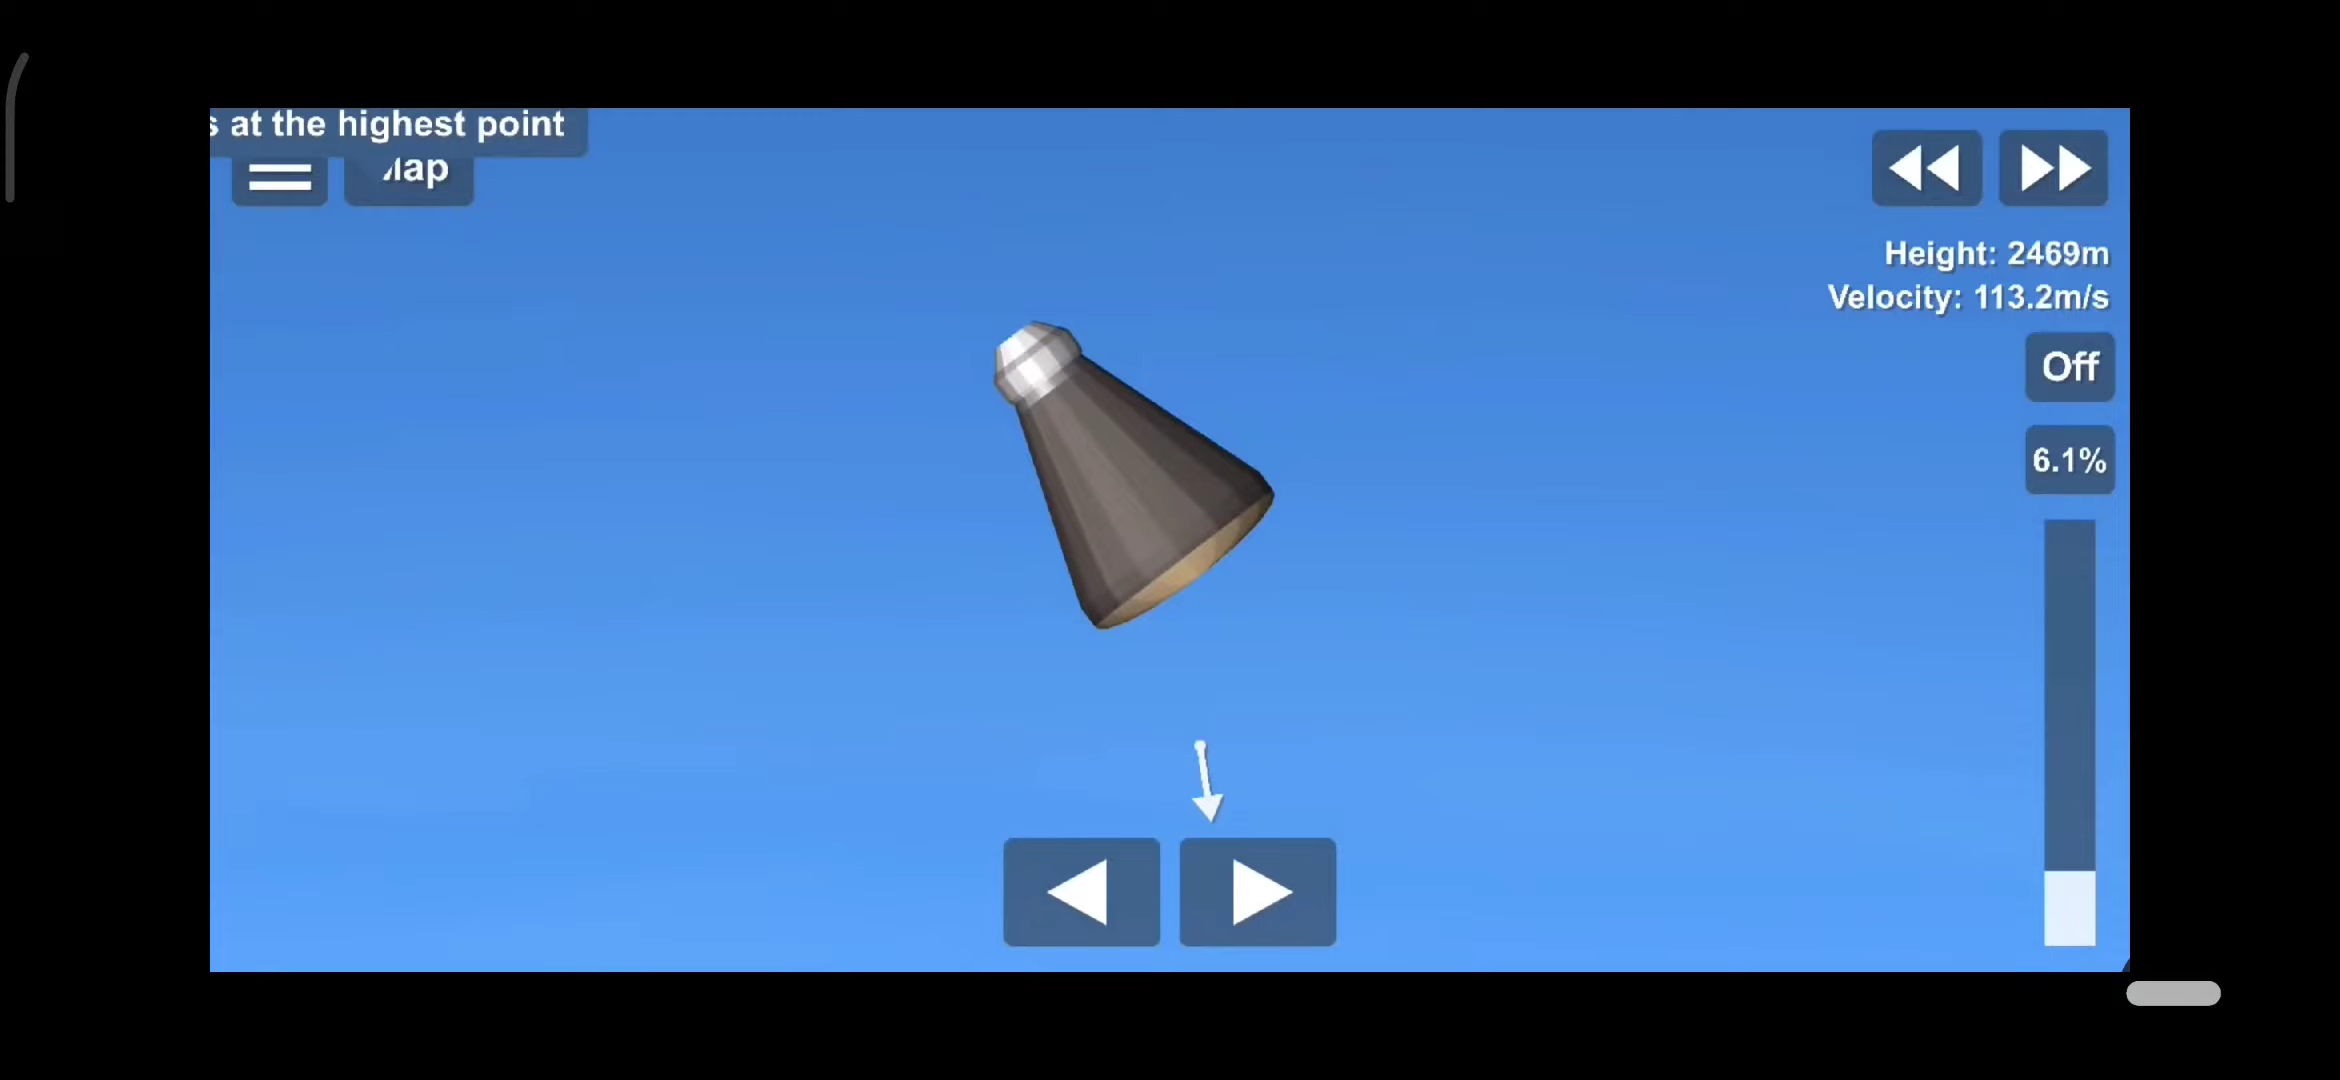 at the highest point
Height: 2469m
Velocity: 113.2m/s
Off
6.1%